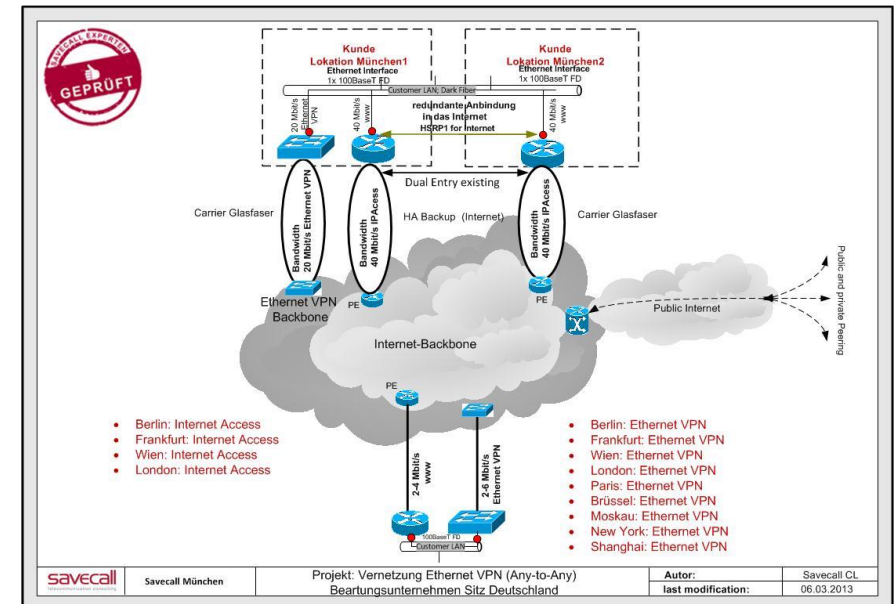 SAVECALL EXPERTEN
GEPRÜFT
Kunde
Lokation München1
Ethernet Interface
1x 100BaseT FD
Kunde
Lokation München2
Ethernet Interface
1x 100BaseT FD
Customer LAN; Dark Fiber
20 Mbit/s
Ethernet
VPN
40 Mbit/s
www
redundante Anbindung
in das Internet
HSRP1 for Internet
40 Mbit/s
www
Dual Entry existing
Carrier Glasfaser
Bandwidth
20 Mbit/s Ethernet VPN
Bandwidth
40 Mbit/s IPAcess
HA Backup (Internet)
Bandwidth
40 Mbit/s IPAcess
Carrier Glasfaser
Ethernet VPN
Backbone
PE
PE
Public Internet
Public and private Peering
Internet-Backbone
PE
Berlin: Internet Access
Frankfurt: Internet Access
Wien: Internet Access
London: Internet Access
2-4 Mbit/s
www
2-6 Mbit/s
Ethernet VPN
100BaseT FD
Customer LAN
Berlin: Ethernet VPN
Frankfurt: Ethernet VPN
Wien: Ethernet VPN
London: Ethernet VPN
Paris: Ethernet VPN
Brüssel: Ethernet VPN
Moskau: Ethernet VPN
New York: Ethernet VPN
Shanghai: Ethernet VPN
savecall
telecommunication consulting
Savecall München
Projekt: Vernetzung Ethernet VPN (Any-to-Any)
Beartungsunternehmen Sitz Deutschland
Autor:
Savecall CL
last modification:
06.03.2013